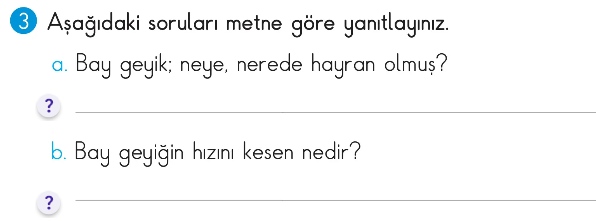 3 Aşağıdaki soruları metne göre yanıtlayınız.
a. Bay geyik; neye, nerede hayran olmuş?
?
b. Bay geyiğin hızını kesen nedir?
?